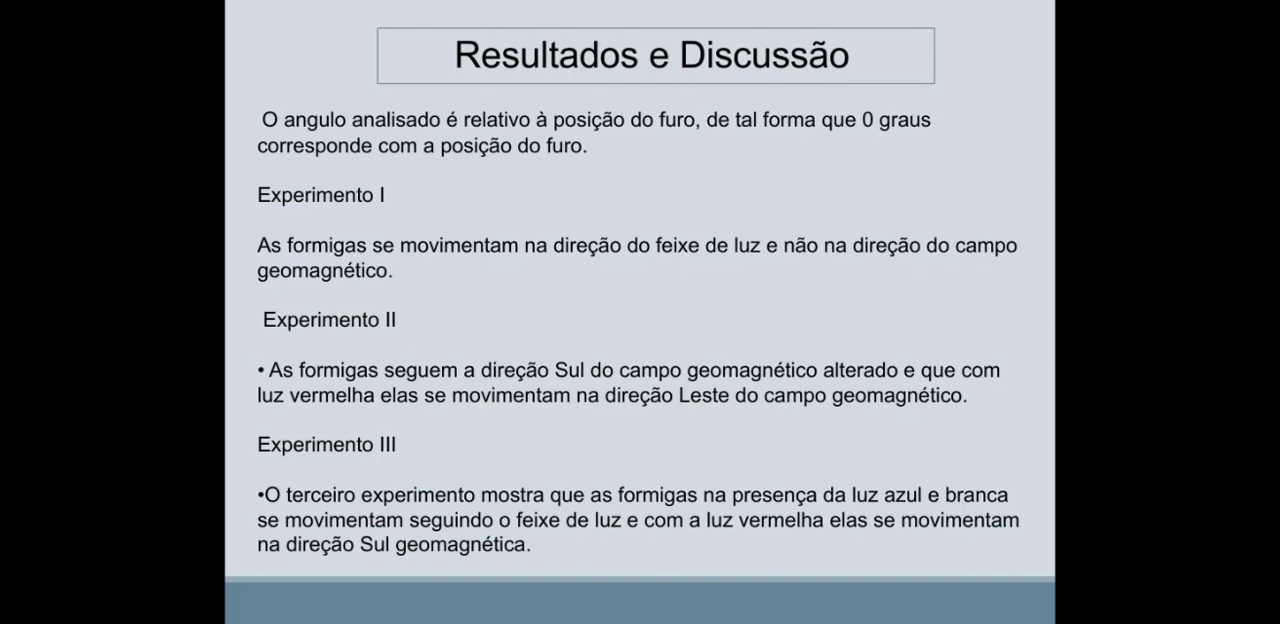 Resultados e Discussão
O angulo analisado é relativo à posição do furo, de tal forma que 0 graus
corresponde com a posição do furo.
Experimento I
As formigas se movimentam na direção do feixe de luz e não na direção do campo
geomagnético.
Experimento II
• As formigas seguem a direção Sul do campo geomagnético alterado e que com
luz vermelha elas se movimentam na direção Leste do campo geomagnético.
Experimento III
•O terceiro experimento mostra que as formigas na presença da luz azul e branca
se movimentam seguindo o feixe de luz e com a luz vermelha elas se movimentam
na direção Sul geomagnética.